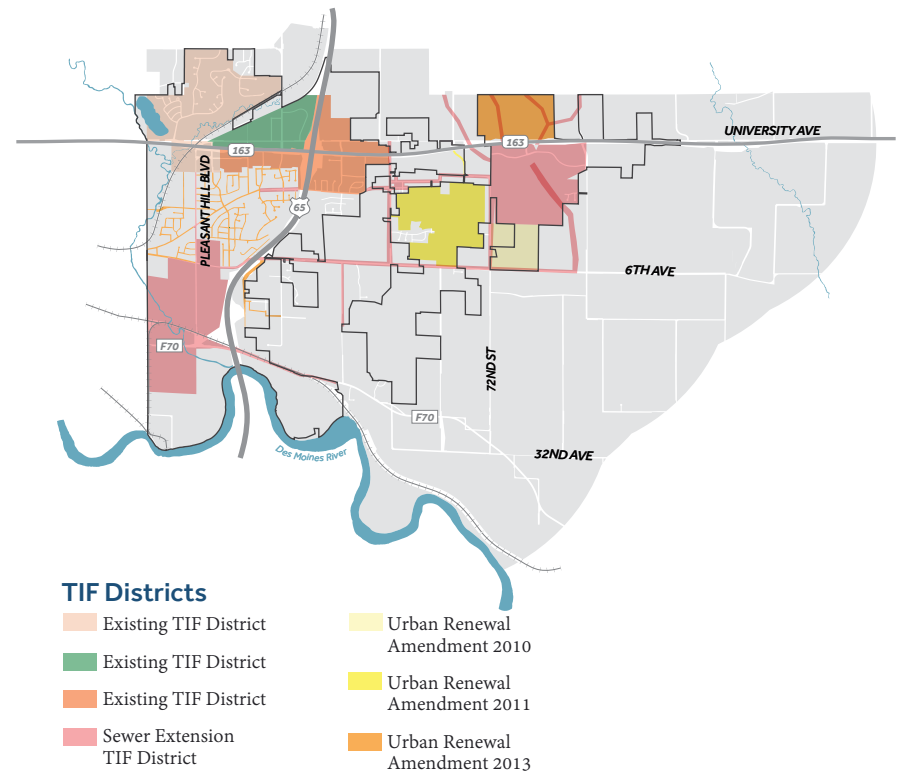 UNIVERSITY AVE
163
163
PLEASANT HILL BLVD
65
6TH AVE
F70
72ND ST
F70
32ND AVE
Des Moines River
TIF Districts
Existing TIF District
Existing TIF District
Existing TIF District
Sewer Extension
TIF District
Urban Renewal
Amendment 2010
Urban Renewal
Amendment 2011
Urban Renewal
Amendment 2013